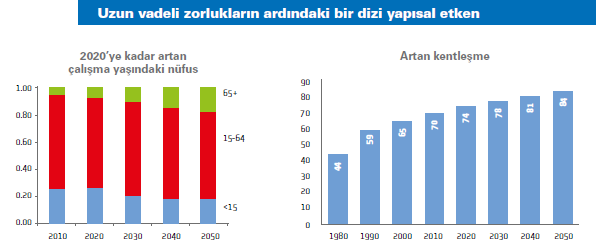 Uzun vadeli zorlukların ardındaki bir dizi yapısal etken
2020'ye kadar artan
çalışma yaşındaki nüfus
1.00
0.80
0.60
0.40
0.20
0.00
65+
15-64
<15
2010 2020 2030 2040 2050
Artan kentleşme
90
80
70
60
50
40
30
20
10
0
44 59 65 70 74 78 81 84
1980 1990 2000 2010 2020 2030 2040 2050